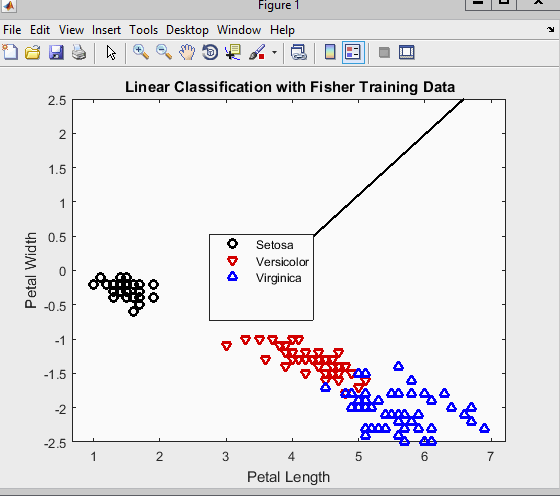 Figure 1
File Edit View Insert Tools Desktop Window Help
Linear Classification with Fisher Training Data
2.5
2
1.5
1
0.5
0
-0.5
-1
-1.5
-2
-2.5
Petal Width
Setosa
Versicolor
Virginica
1 2 3 4 5 6 7
Petal Length